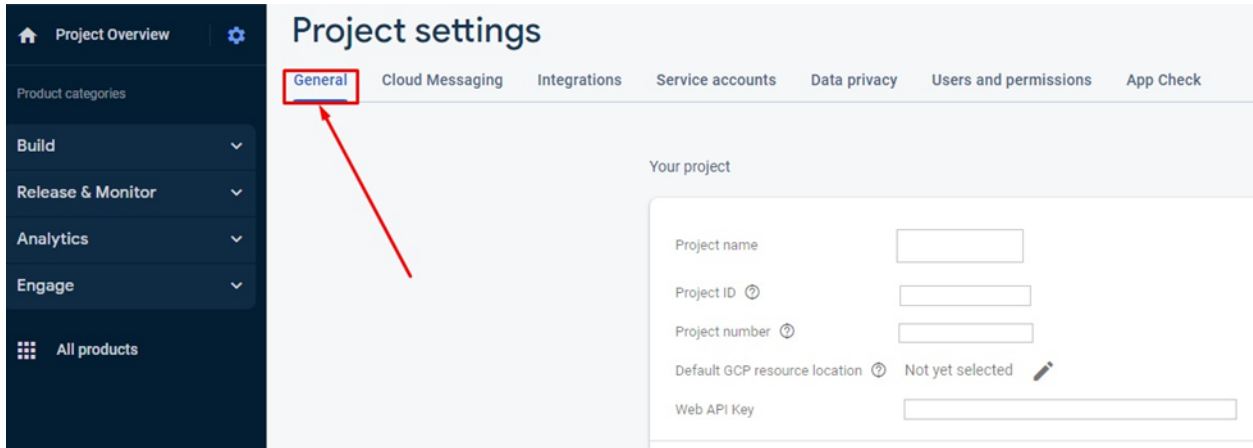 Project Overview
Product categories
Build
Release & Monitor
Analytics
Engage
All products
Project settings
General Cloud Messaging Integrations Service accounts Data privacy Users and permissions App Check
Your project
Project name
Project ID
Project number
Default GCP resource location Not yet selected
Web API Key